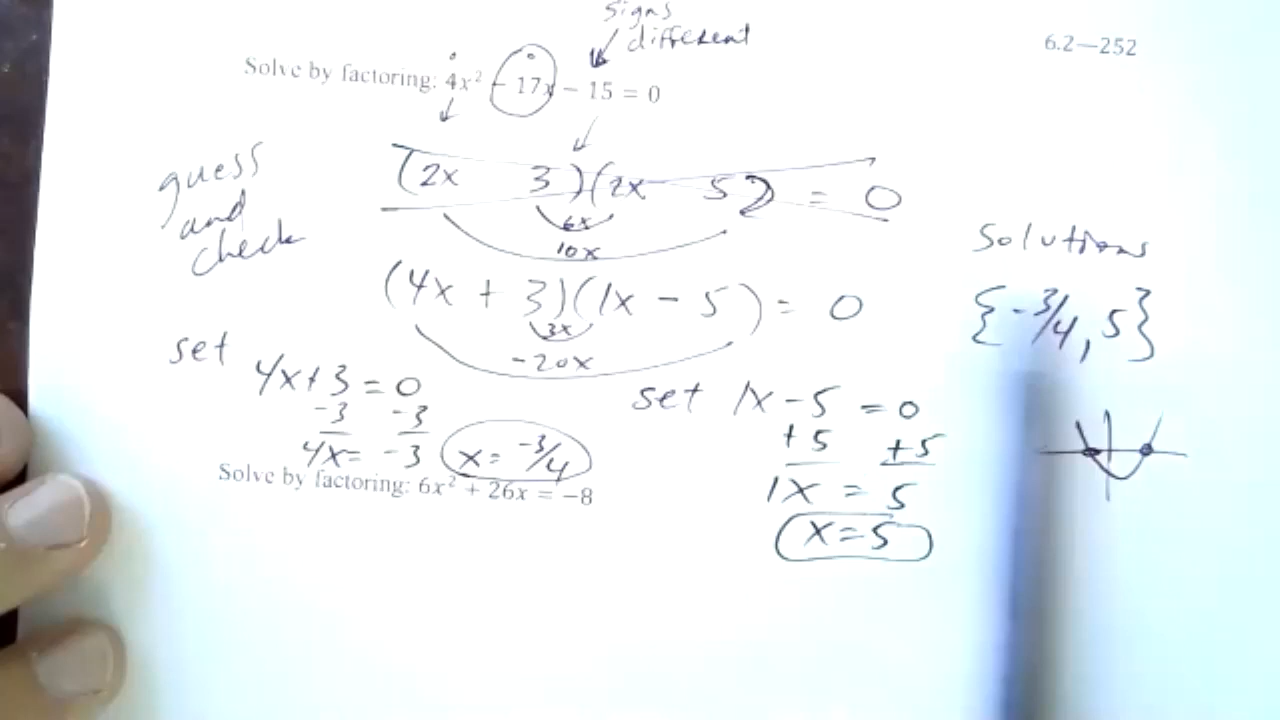 signs
different
6.2—252
Solve by factoring: 4x² − 17x − 15 = 0
guess
and
check
(2x 3)(2x 5) = 0
6x
10x
(4x + 3)(1x − 5) = 0
3x
-20x
Solutions
{-3/4, 5}
set 4x+3 = 0
-3 -3
4x = -3
x = -3/4
set 1x − 5 = 0
+5 +5
1x = 5
x = 5
Solve by factoring: 6x² + 26x = −8